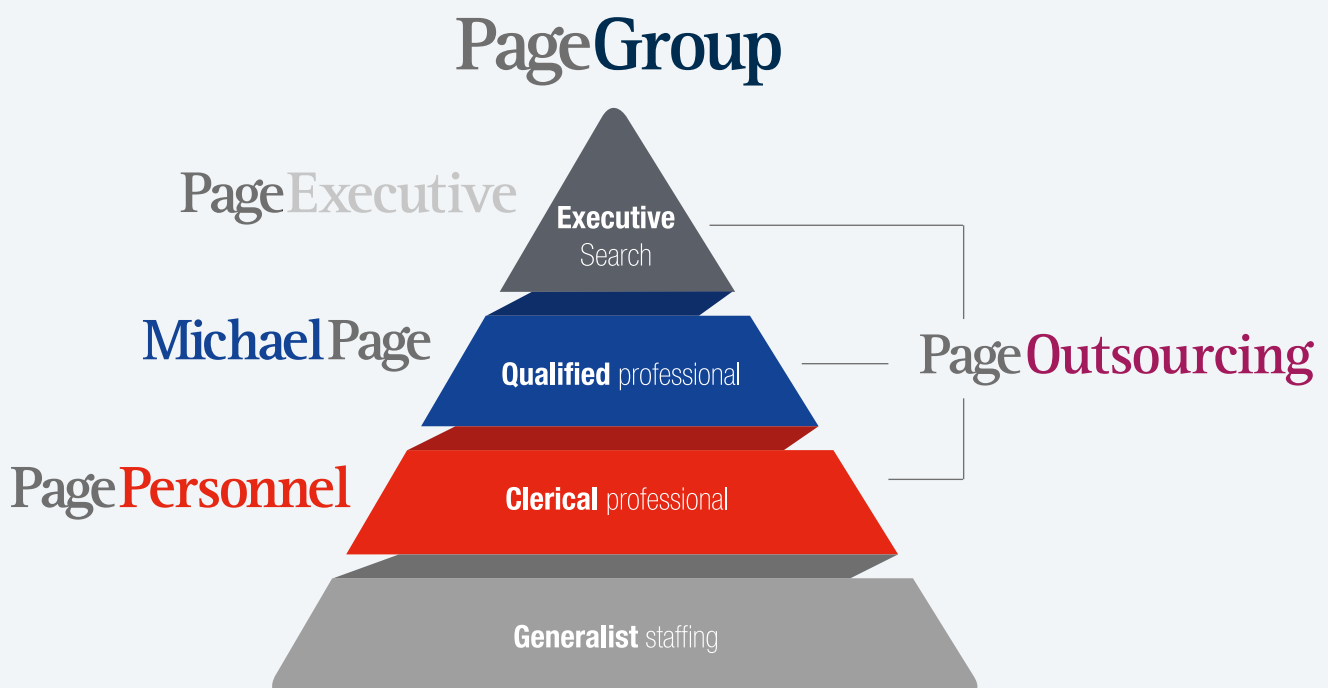 PageGroup
PageExecutive
Executive
Search
MichaelPage
Qualified professional
PageOutsourcing
PagePersonnel
Clerical professional
Generalist staffing